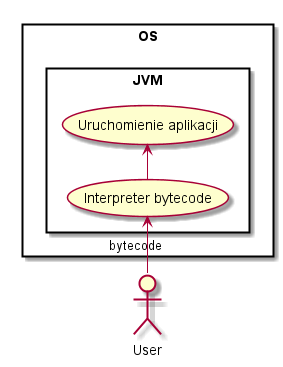 OS
JVM
Uruchomienie aplikacji
Interpreter bytecode
bytecode
User